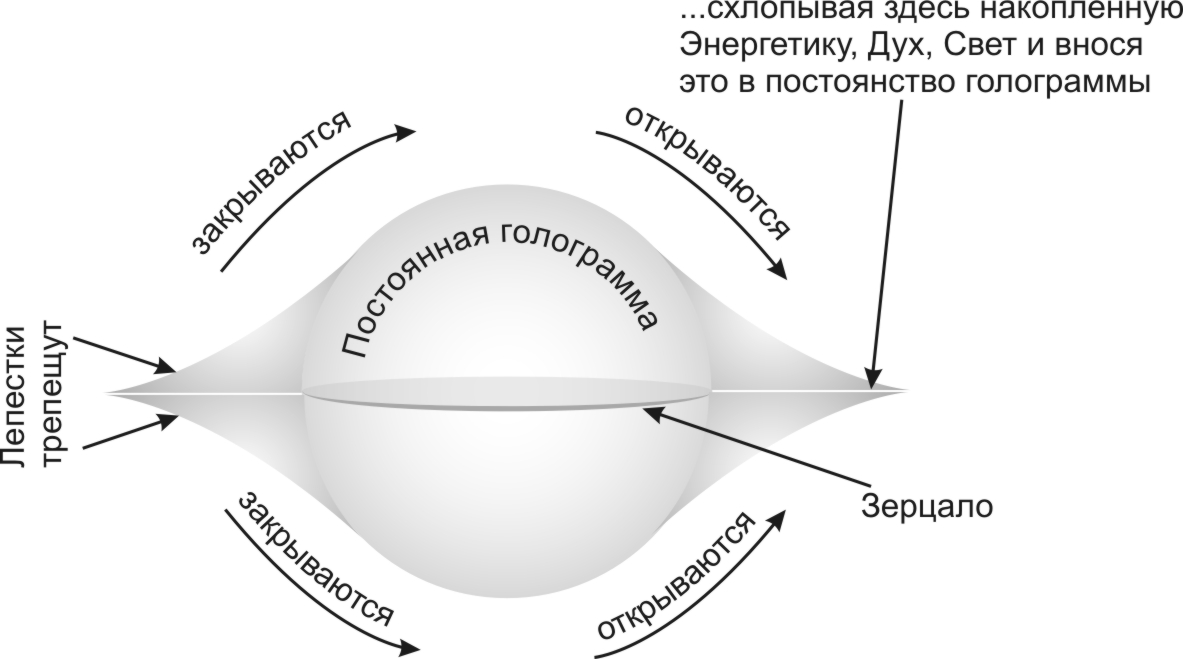 ...схлопывая здесь накопленную
Энергетику, Дух, Свет и внося
это в постоянство голограммы
закрываются
открываются
Постоянная голограмма
Лепестки
трепещут
Зерцало
закрываются
открываются